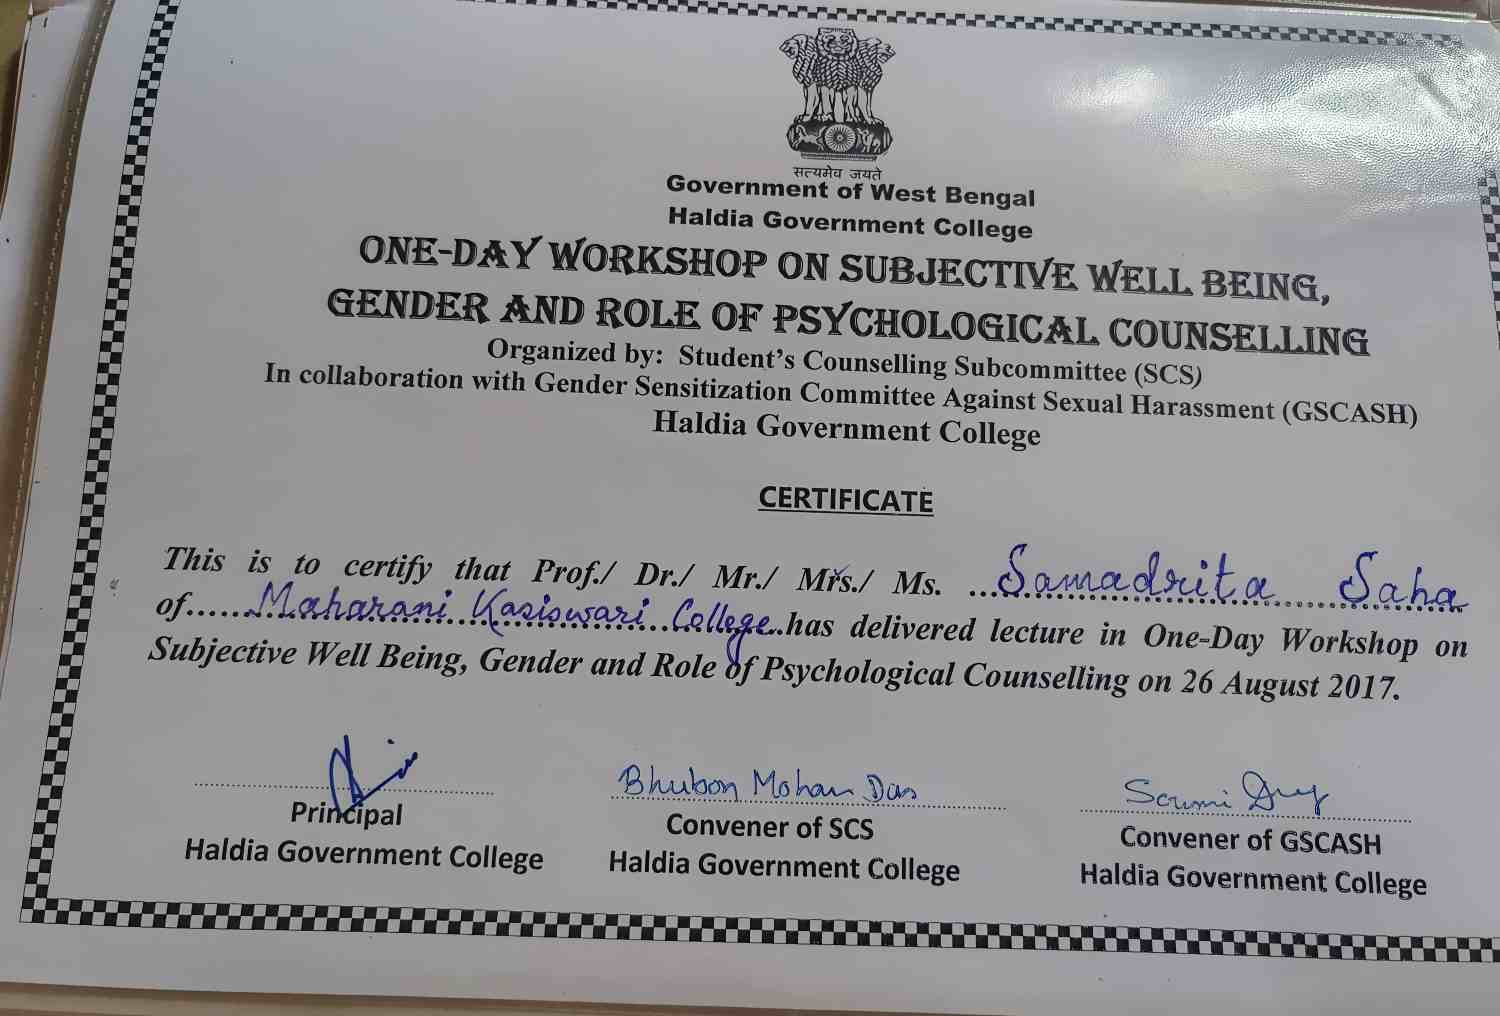 सत्यमेव जयते
Government of West Bengal
Haldia Government College
ONE-DAY WORKSHOP ON SUBJECTIVE WELL BEING,
GENDER AND ROLE OF PSYCHOLOGICAL COUNSELLING
Organized by: Student's Counselling Subcommittee (SCS)
In collaboration with Gender Sensitization Committee Against Sexual Harassment (GSCASH)
Haldia Government College
CERTIFICATE
This is to certify that Prof./ Dr./ Mr./ Mrs./ Ms. Samadrita Saha
of Maharani Kasiswari College has delivered lecture in One-Day Workshop on
Subjective Well Being, Gender and Role of Psychological Counselling on 26 August 2017.
Bhubon Mohan Das
Principal Convener of SCS Convener of GSCASH
Haldia Government College Haldia Government College Haldia Government College